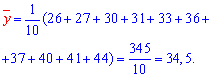 ȳ = 1/10 (26 + 27 + 30 + 31 + 33 + 36 +
+ 37 + 40 + 41 + 44) = 345/10 = 34, 5.